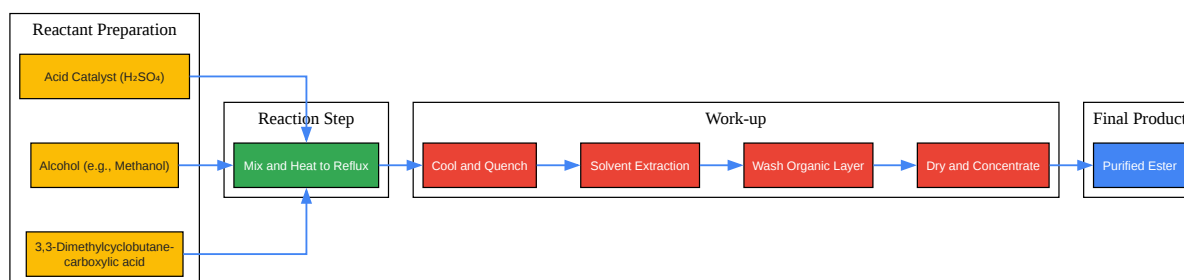 Reactant Preparation
Acid Catalyst (H₂SO₄)
Alcohol (e.g., Methanol)
3,3-Dimethylcyclobutane-
carboxylic acid
Reaction Step
Mix and Heat to Reflux
Work-up
Cool and Quench
Solvent Extraction
Wash Organic Layer
Dry and Concentrate
Final Product
Purified Ester